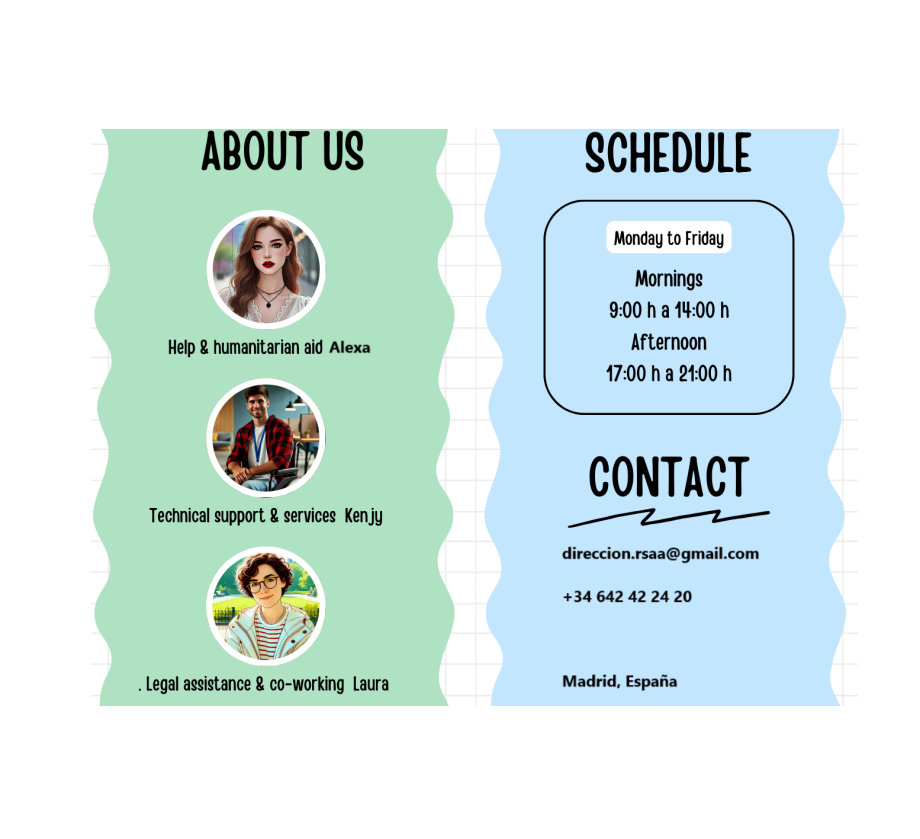 ABOUT US
Help & humanitarian aid Alexa
Technical support & services Kenjy
. Legal assistance & co-working Laura
SCHEDULE
Monday to Friday
Mornings
9:00 h a 14:00 h
Afternoon
17:00 h a 21:00 h
CONTACT
direccion.rsaa@gmail.com
+34 642 42 24 20
Madrid, España